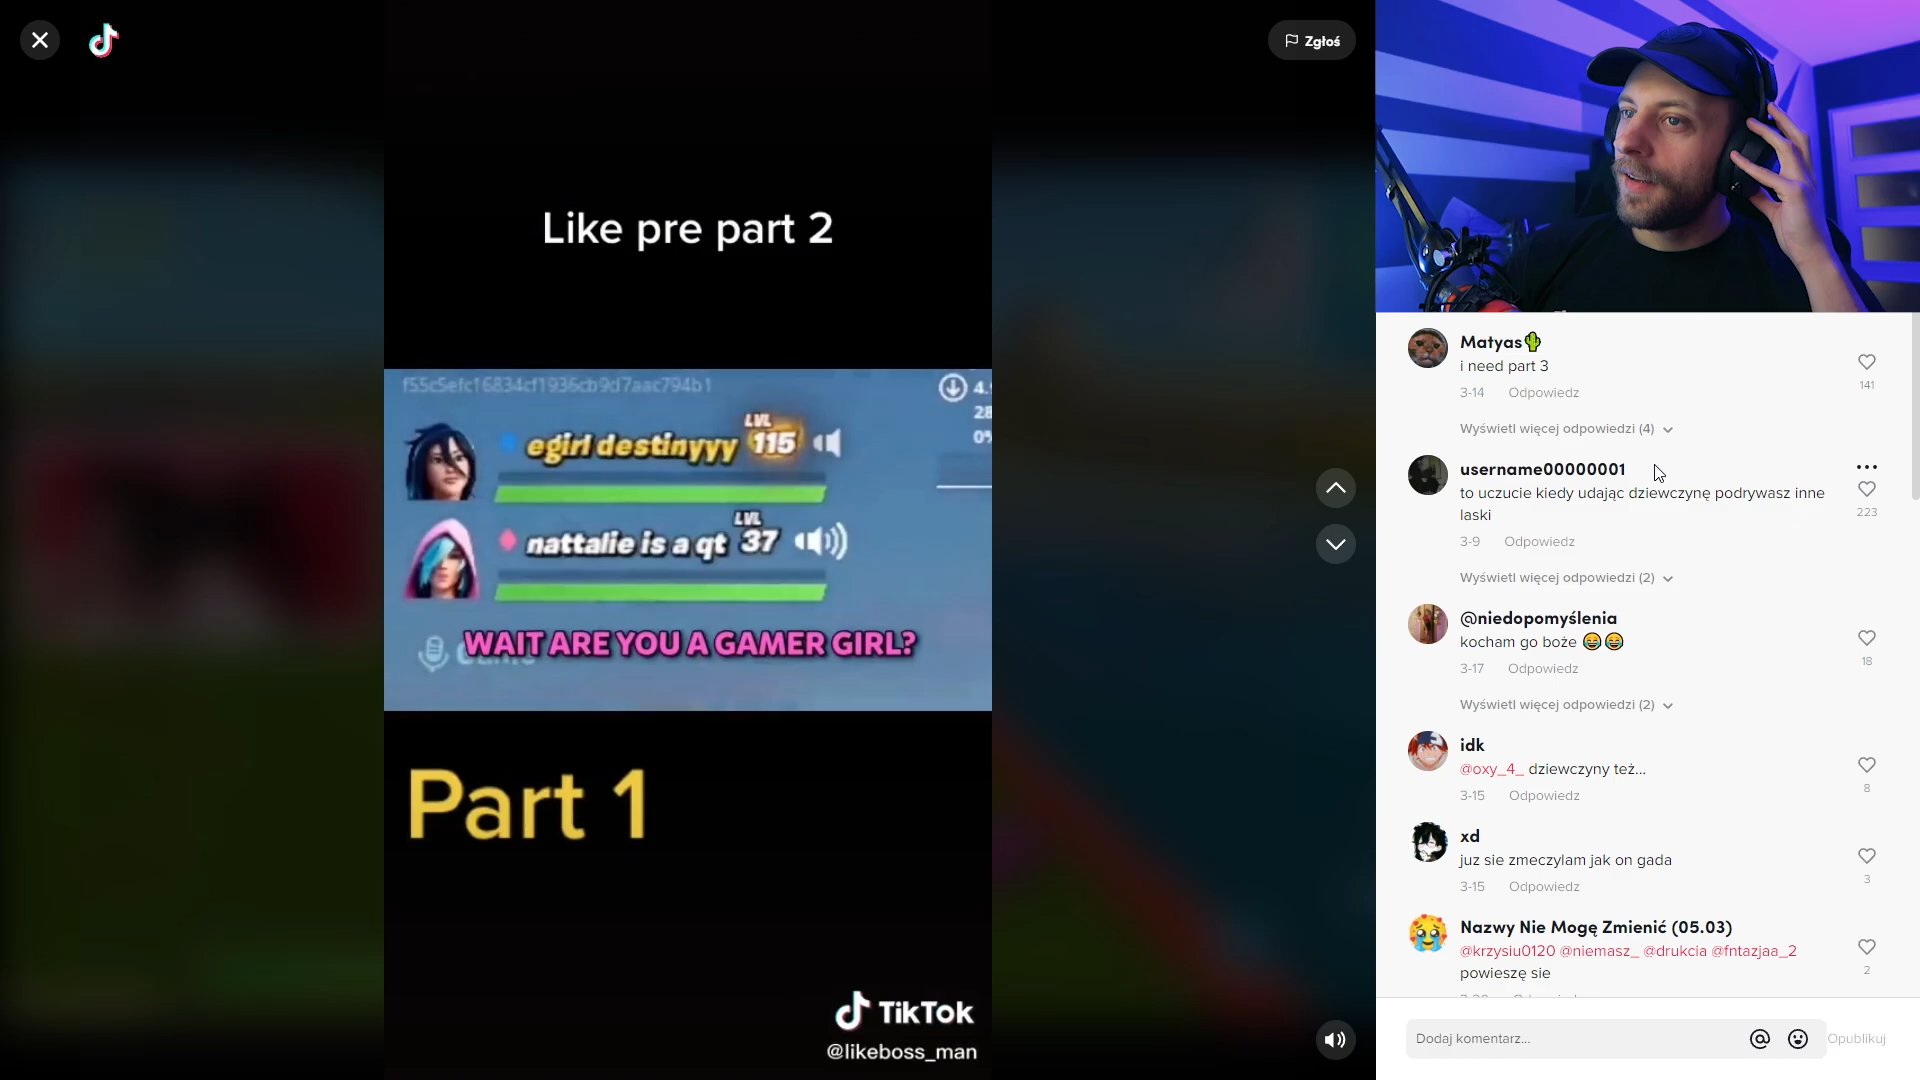 Zgłoś
Like pre part 2
f55c5efc16834cf1936cb9d7aac794b1
egirl destinyyy LVL 115
nattalie is a qt LVL 37
WAIT ARE YOU A GAMER GIRL?
Part 1
TikTok
@likeboss_man
Matyas🌵
i need part 3
141
3-14 Odpowiedz
Wyświetl więcej odpowiedzi (4)
username00000001
to uczucie kiedy udając dziewczynę podrywasz inne
laski
223
3-9 Odpowiedz
Wyświetl więcej odpowiedzi (2)
@niedopomyślenia
kocham go boże 😂😂
18
3-17 Odpowiedz
Wyświetl więcej odpowiedzi (2)
idk
@oxy_4_ dziewczyny też...
8
3-15 Odpowiedz
xd
juz sie zmeczylam jak on gada
3
3-15 Odpowiedz
Nazwy Nie Mogę Zmienić (05.03)
@krzysiu0120 @niemasz_ @drukcia @fntazjaa_2
powieszę sie
2
Dodaj komentarz...
Opublikuj